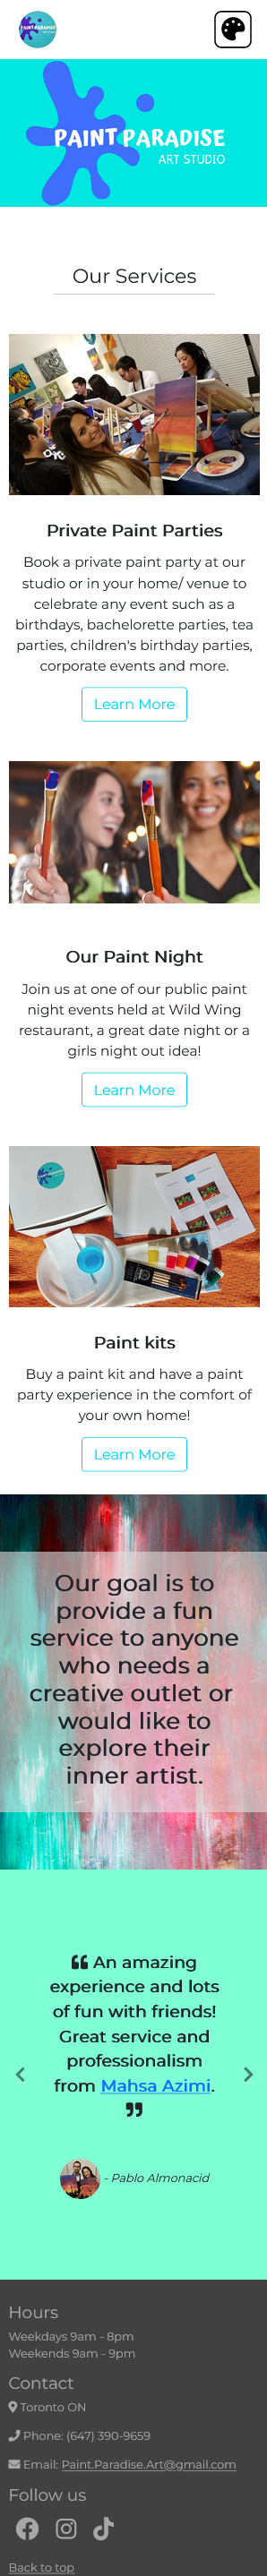 PAINT PARADISE
PAINT PARADISE
ART STUDIO
Our Services
Private Paint Parties
Book a private paint party at our
studio or in your home/ venue to
celebrate any event such as a
birthdays, bachelorette parties, tea
parties, children's birthday parties,
corporate events and more.
Learn More
Our Paint Night
Join us at one of our public paint
night events held at Wild Wing
restaurant, a great date night or a
girls night out idea!
Learn More
Paint kits
Buy a paint kit and have a paint
party experience in the comfort of
your own home!
Learn More
Our goal is to
provide a fun
service to anyone
who needs a
creative outlet or
would like to
explore their
inner artist.
❝ An amazing
experience and lots
of fun with friends!
Great service and
professionalism
from Mahsa Azimi.
❞
- Pablo Almonacid
Hours
Weekdays 9am - 8pm
Weekends 9am - 9pm
Contact
Toronto ON
Phone: (647) 390-9659
Email: Paint.Paradise.Art@gmail.com
Follow us
Back to top